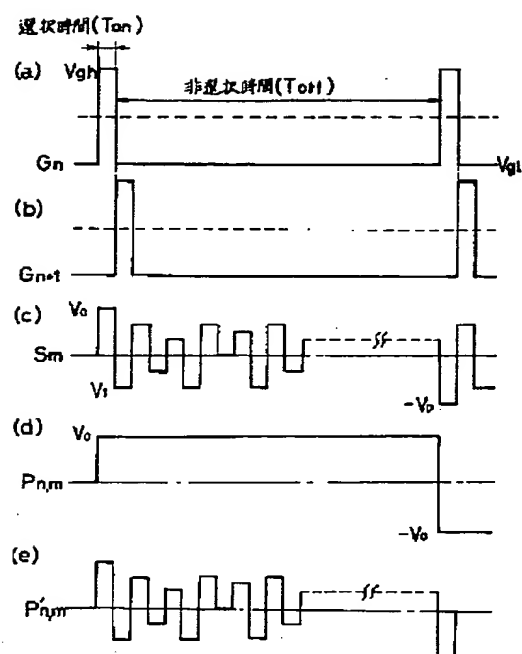 選択時間(Ton)
(a) Vgh
非選択時間(Toff)
Gn
Vgl
(b)
Gn+1
(c) Vo
Sm
V1
-Vo
(d) Vo
Pn,m
-Vo
(e)
P'n,m